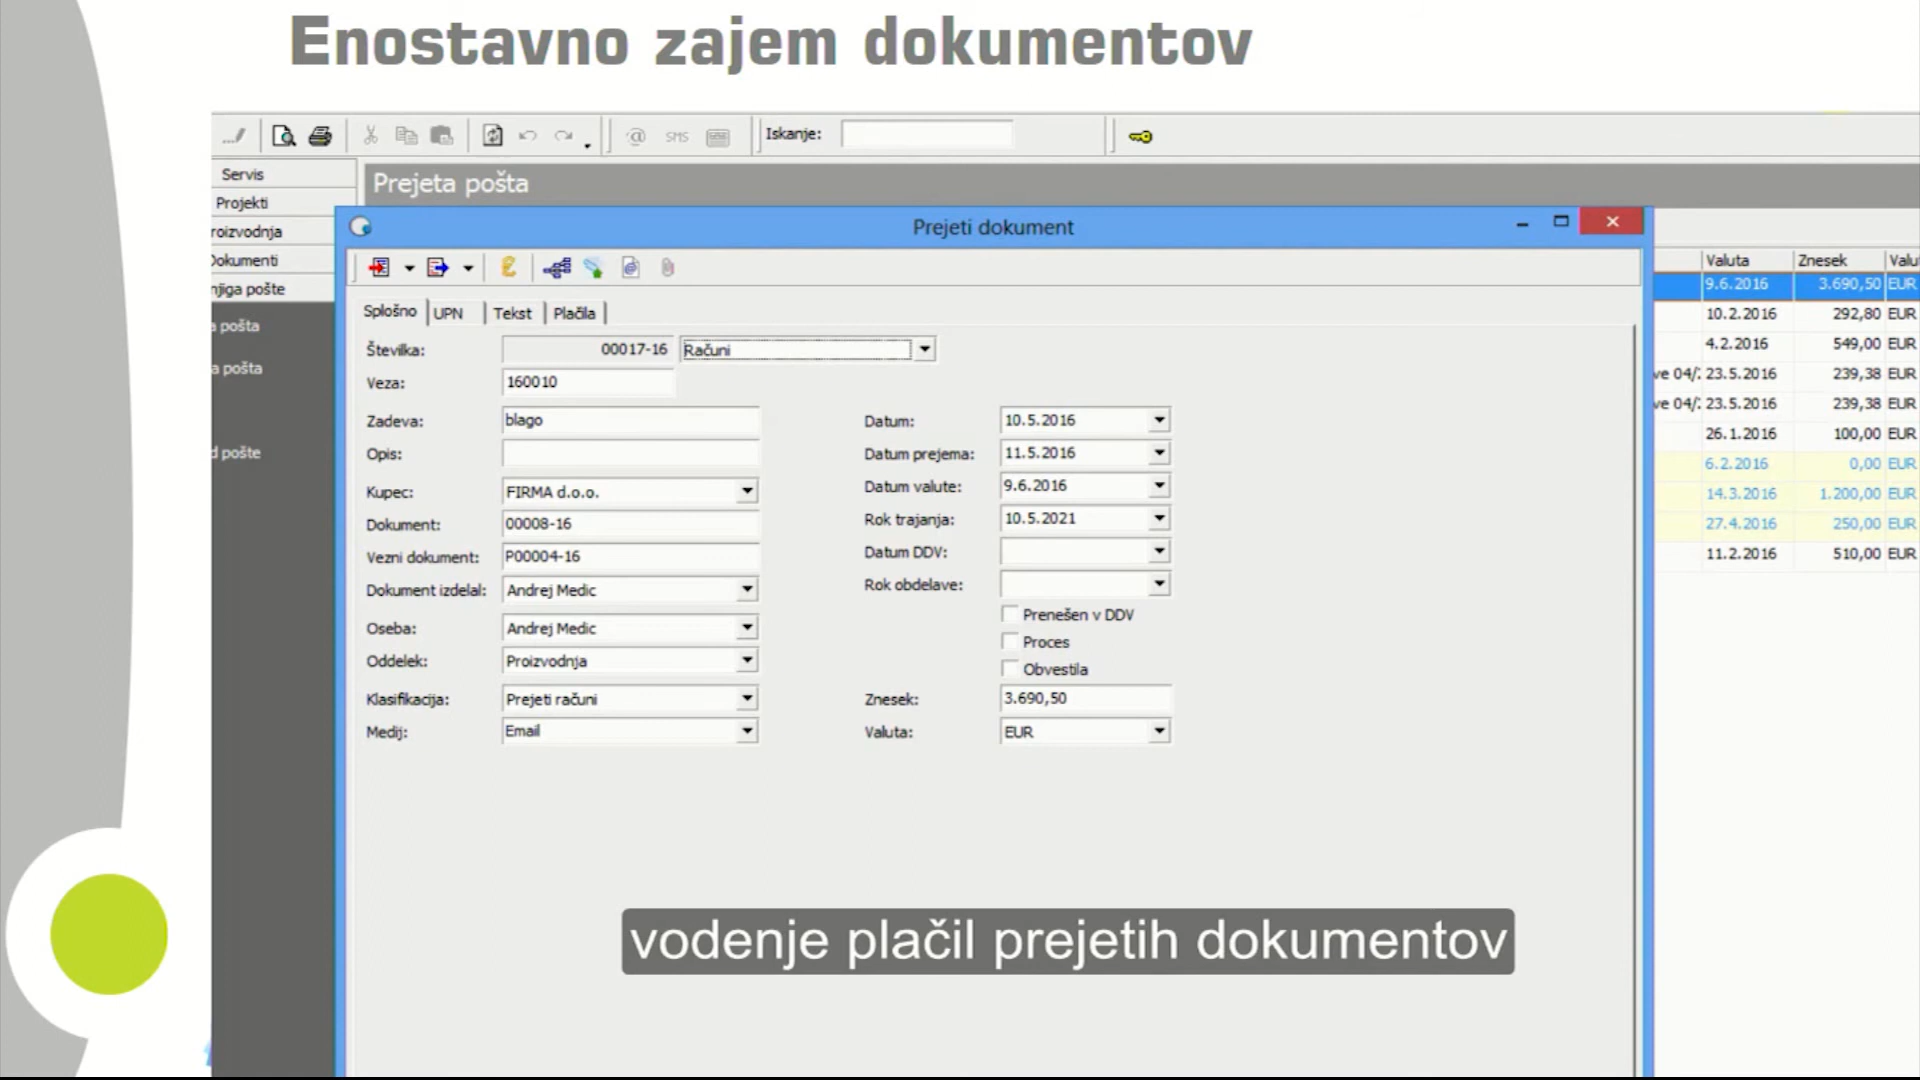 Enostavno zajem dokumentov
SMS
Iskanje:
Servis
Projekti
roizvodnja
Dokumenti
njiga pošte
a pošta
a pošta
d pošte
Prejeta pošta
Prejeti dokument
Splošno UPN Tekst Plačila
Številka: 00017-16 Računi
Veza: 160010
Zadeva: blago
Opis:
Kupec: FIRMA d.o.o.
Dokument: 00008-16
Vezni dokument: P00004-16
Dokument izdelal: Andrej Medic
Oseba: Andrej Medic
Oddelek: Proizvodnja
Klasifikacija: Prejeti računi
Medij: Email
Datum: 10.5.2016
Datum prejema: 11.5.2016
Datum valute: 9.6.2016
Rok trajanja: 10.5.2021
Datum DDV:
Rok obdelave:
Prenešen v DDV
Proces
Obvestila
Znesek: 3.690,50
Valuta: EUR
Valuta Znesek Valu
9.6.2016 3.690,50 EUR
10.2.2016 292,80 EUR
4.2.2016 549,00 EUR
ve 04/ 23.5.2016 239,38 EUR
ve 04/ 23.5.2016 239,38 EUR
26.1.2016 100,00 EUR
6.2.2016 0,00 EUR
14.3.2016 1.200,00 EUR
27.4.2016 250,00 EUR
11.2.2016 510,00 EUR
vodenje plačil prejetih dokumentov